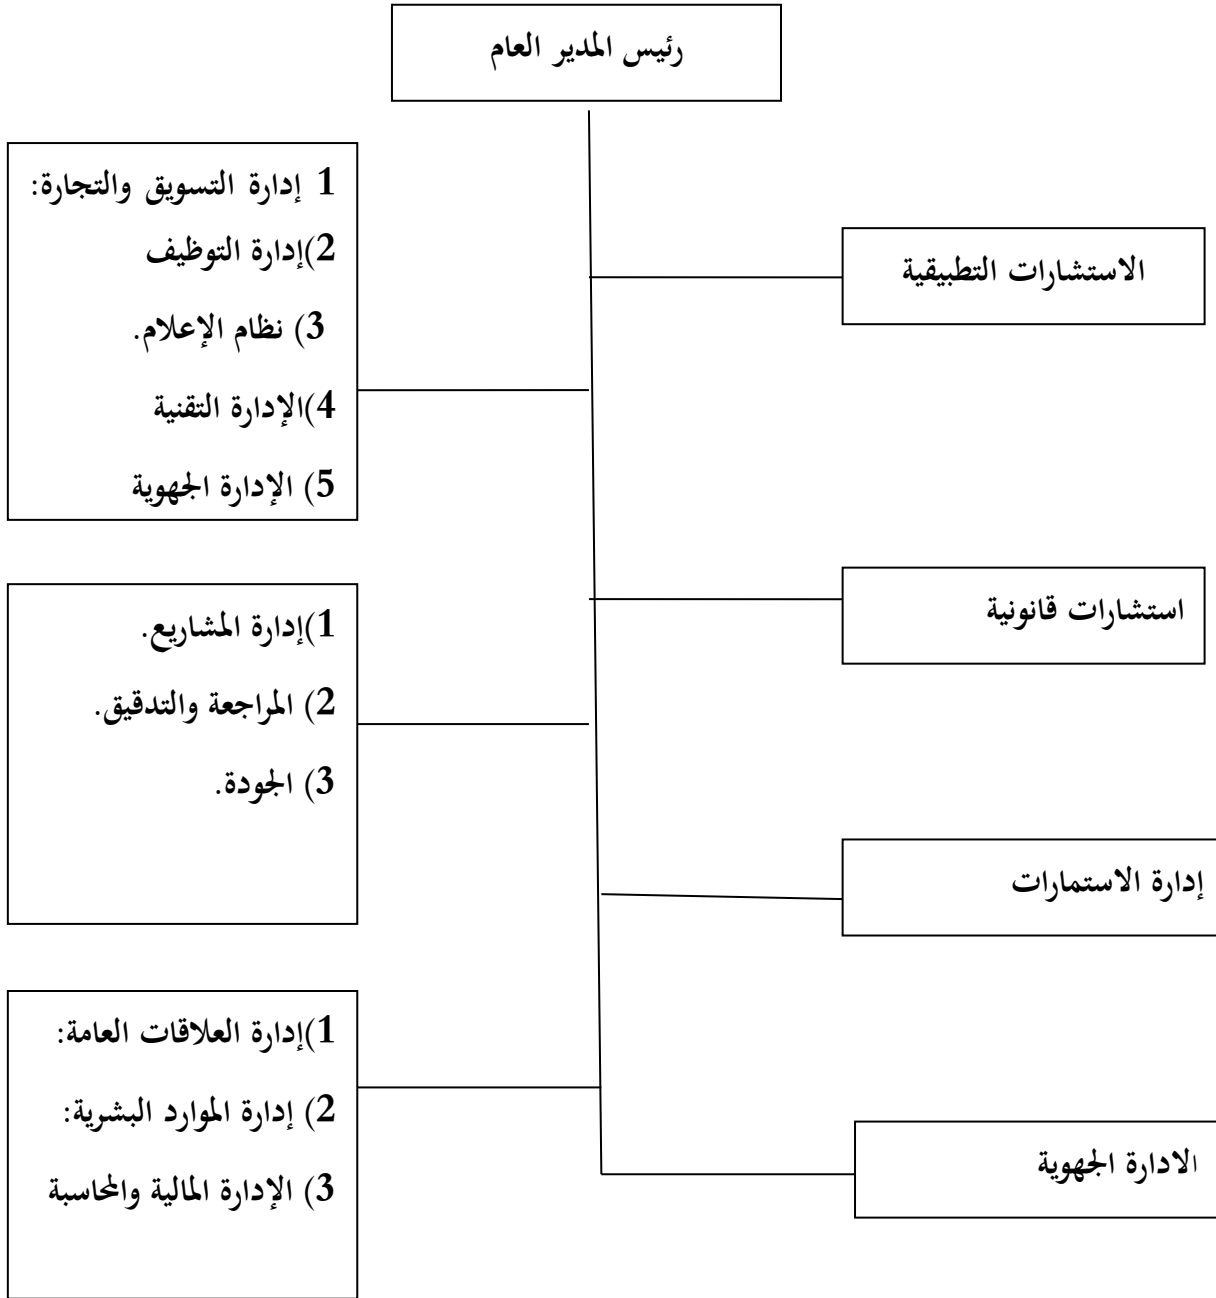 رئيس المدير العام
الاستشارات التطبيقية
استشارات قانونية
إدارة الاستمارات
الادارة الجهوية
1 إدارة التسويق والتجارة:
2)إدارة التوظيف
3) نظام الإعلام.
4)الإدارة التقنية
5) الإدارة الجهوية
1)إدارة المشاريع.
2) المراجعة والتدقيق.
3) الجودة.
1)إدارة العلاقات العامة:
2) إدارة الموارد البشرية:
3) الإدارة المالية والمحاسبة